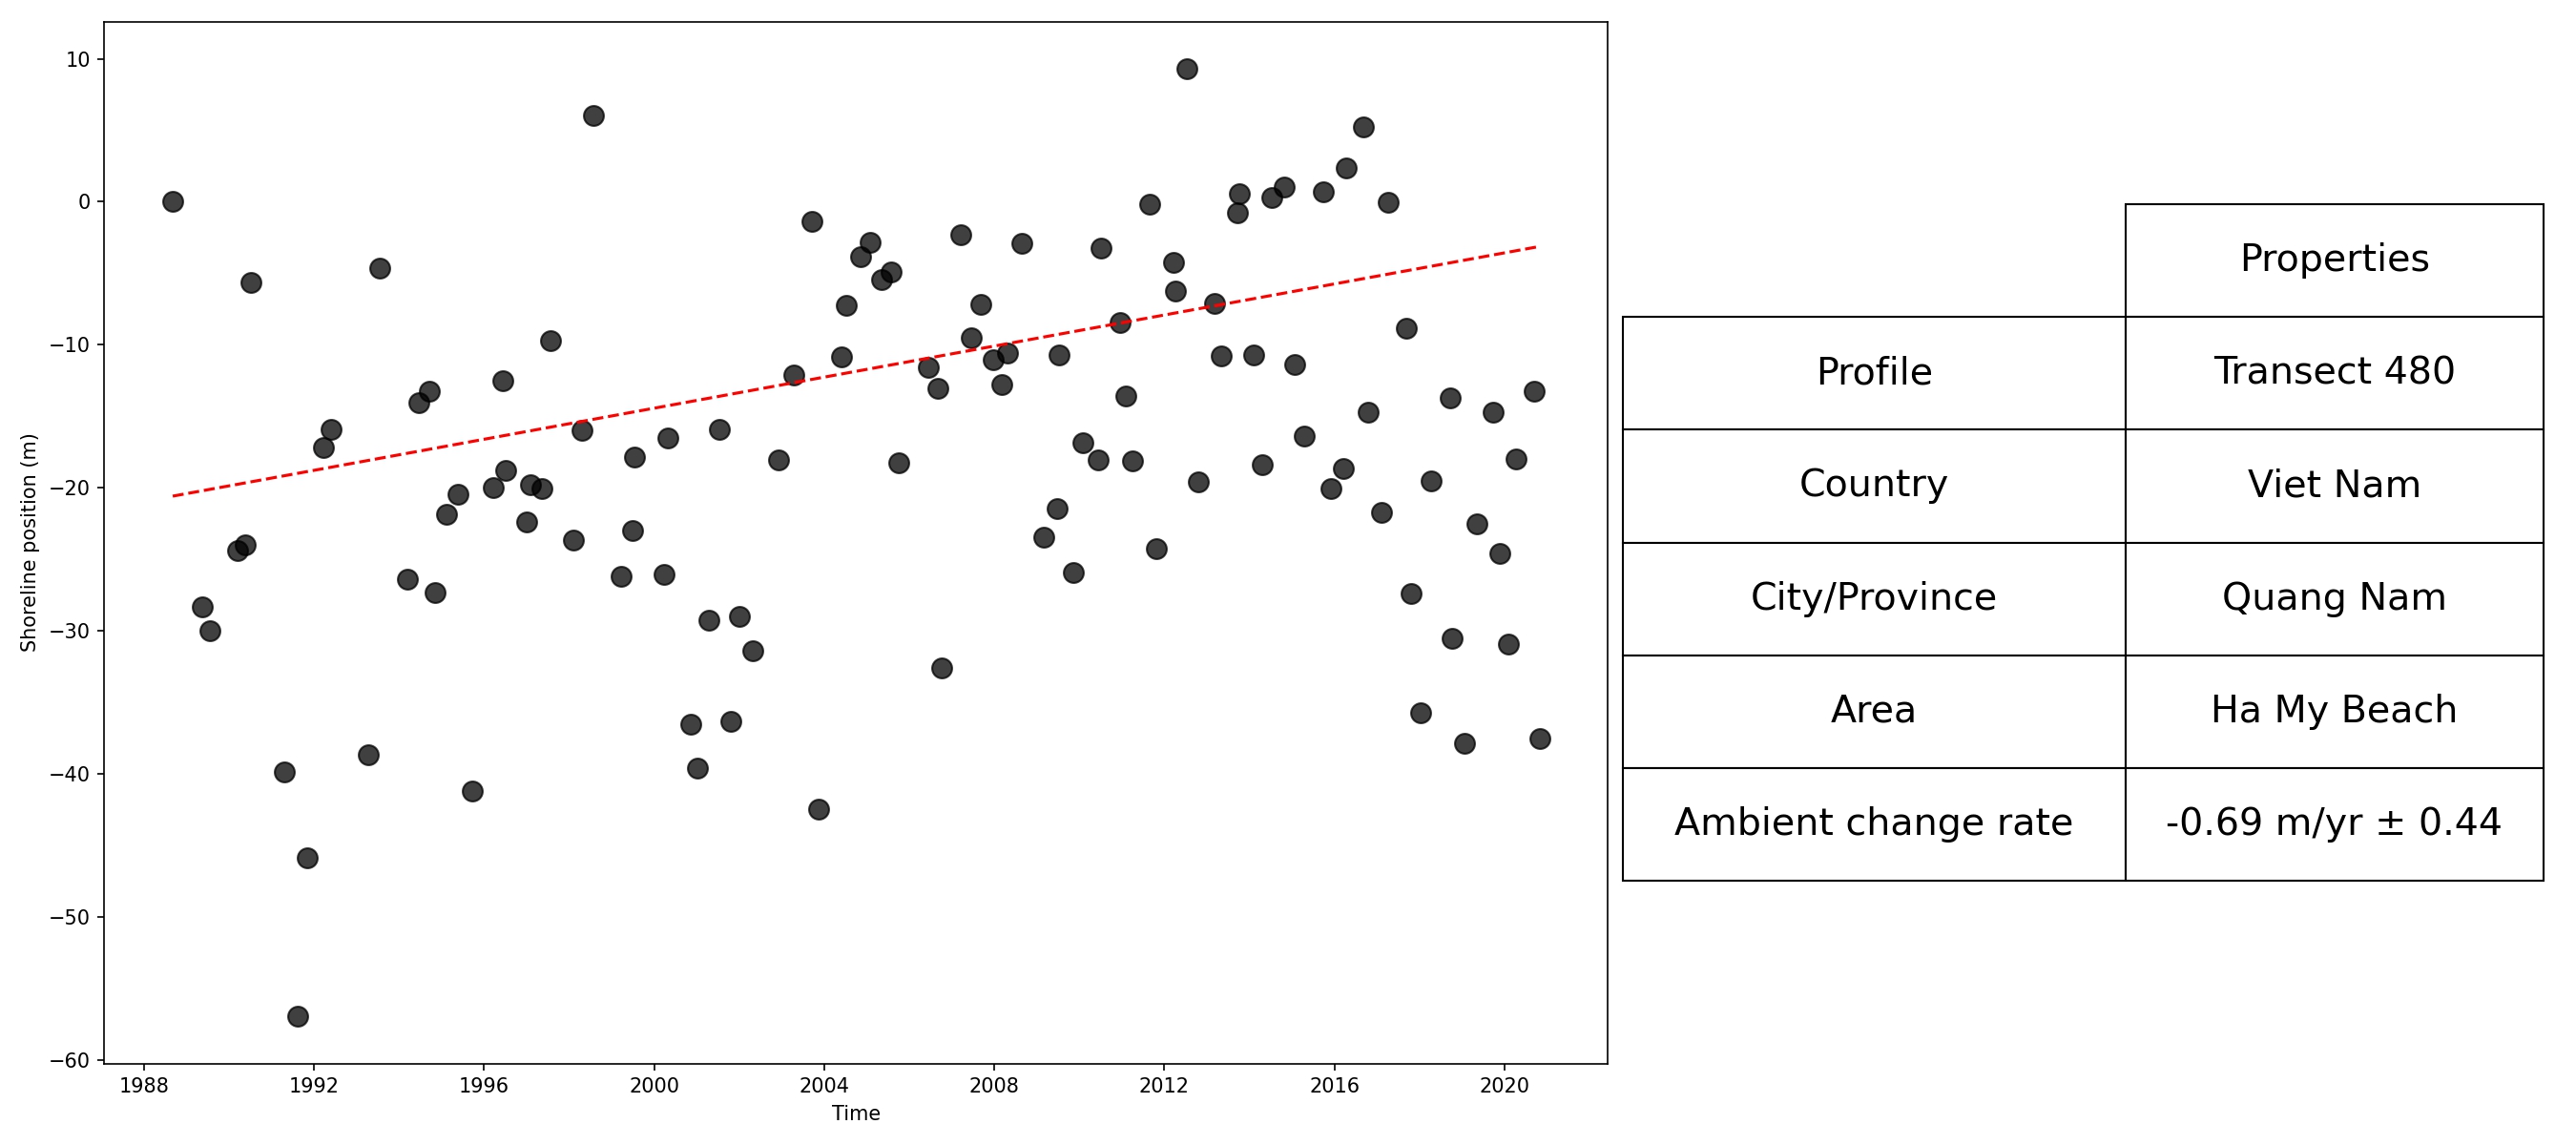 10
0
−10
−20
−30
−40
−50
−60
Shoreline position (m)
1988 1992 1996 2000 2004 2008 2012 2016 2020
Time
Properties
Profile Transect 480
Country Viet Nam
City/Province Quang Nam
Area Ha My Beach
Ambient change rate -0.69 m/yr ± 0.44